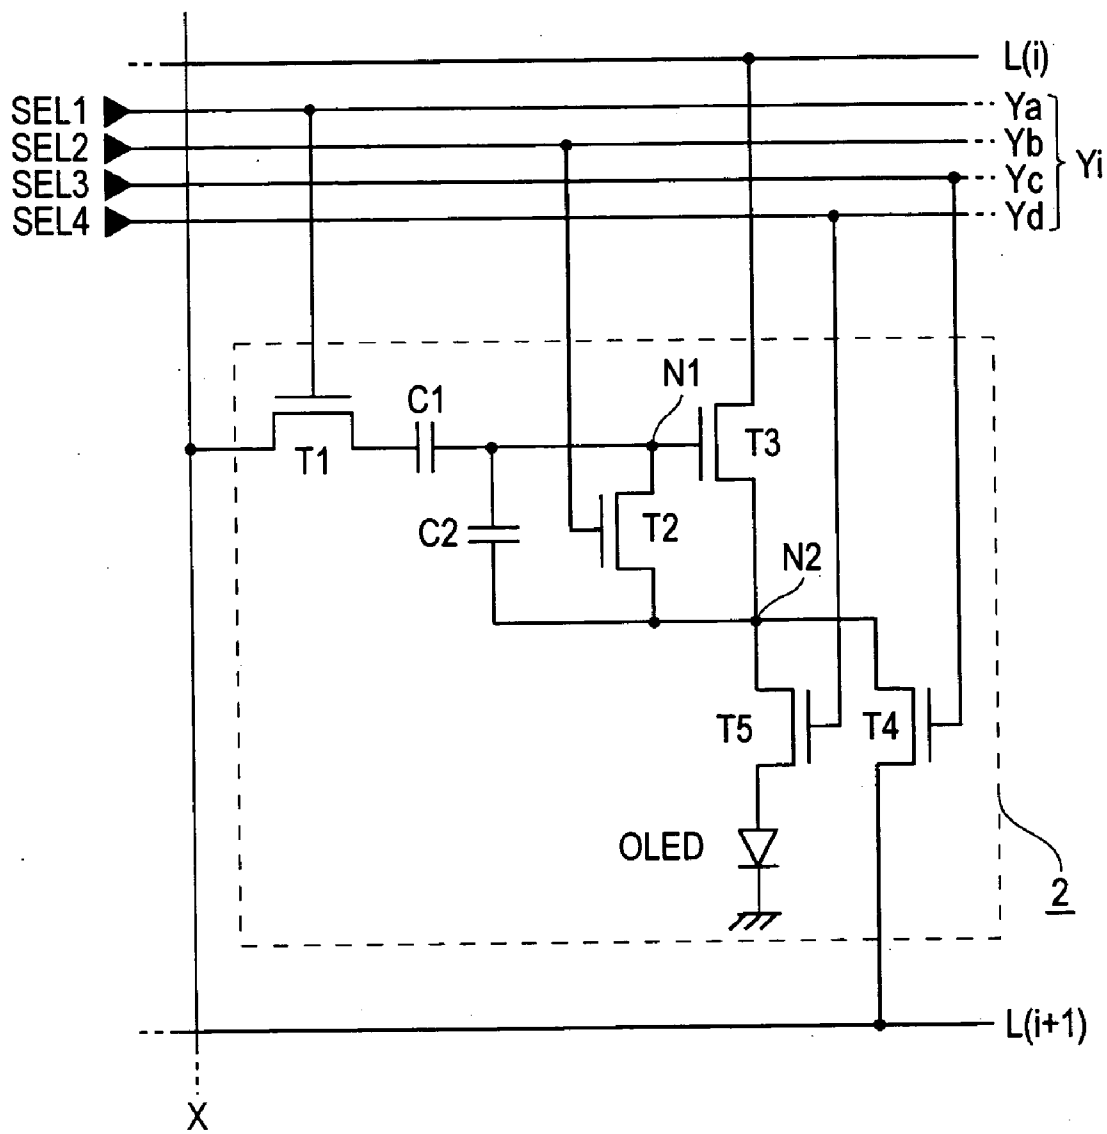 L(i)
SEL1 Ya
SEL2 Yb
SEL3 Yc
SEL4 Yd
Yi
N1
C1
T3
T1
T2
C2
N2
T5
T4
OLED
2
L(i+1)
X